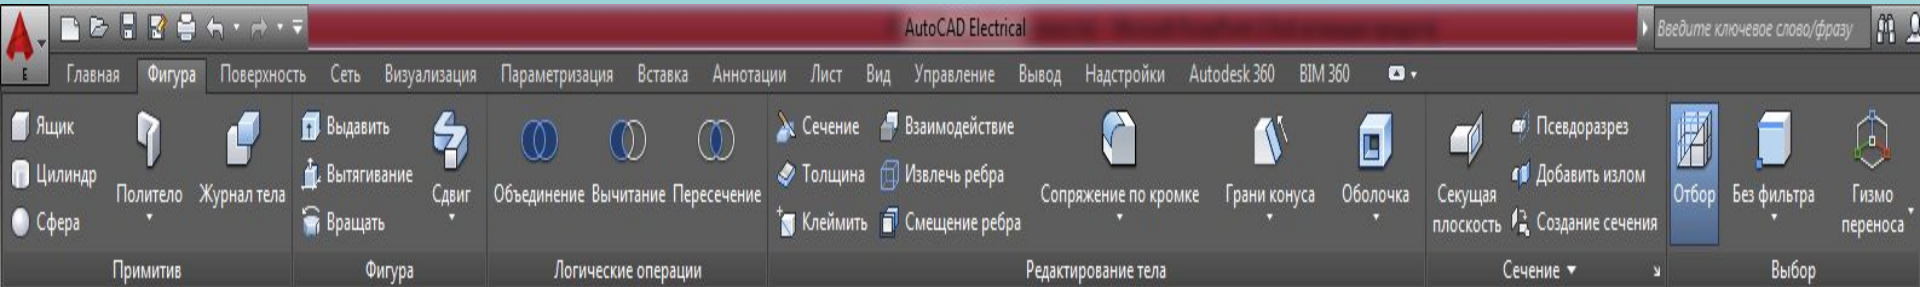 AutoCAD Electrical
Введите ключевое слово/фразу
E
Главная Фигура Поверхность Сеть Визуализация Параметризация Вставка Аннотации Лист Вид Управление Вывод Надстройки Autodesk 360 BIM 360
Ящик
Цилиндр
Сфера
Политело
Журнал тела
Примитив
Выдавить
Вытягивание
Вращать
Сдвиг
Фигура
Объединение
Вычитание
Пересечение
Логические операции
Сечение
Толщина
Клеймить
Взаимодействие
Извлечь ребра
Смещение ребра
Сопряжение по кромке
Грани конуса
Оболочка
Редактирование тела
Секущая
плоскость
Псевдоразрез
Добавить излом
Создание сечения
Сечение
Отбор
Без фильтра
Гизмо
переноса
Выбор